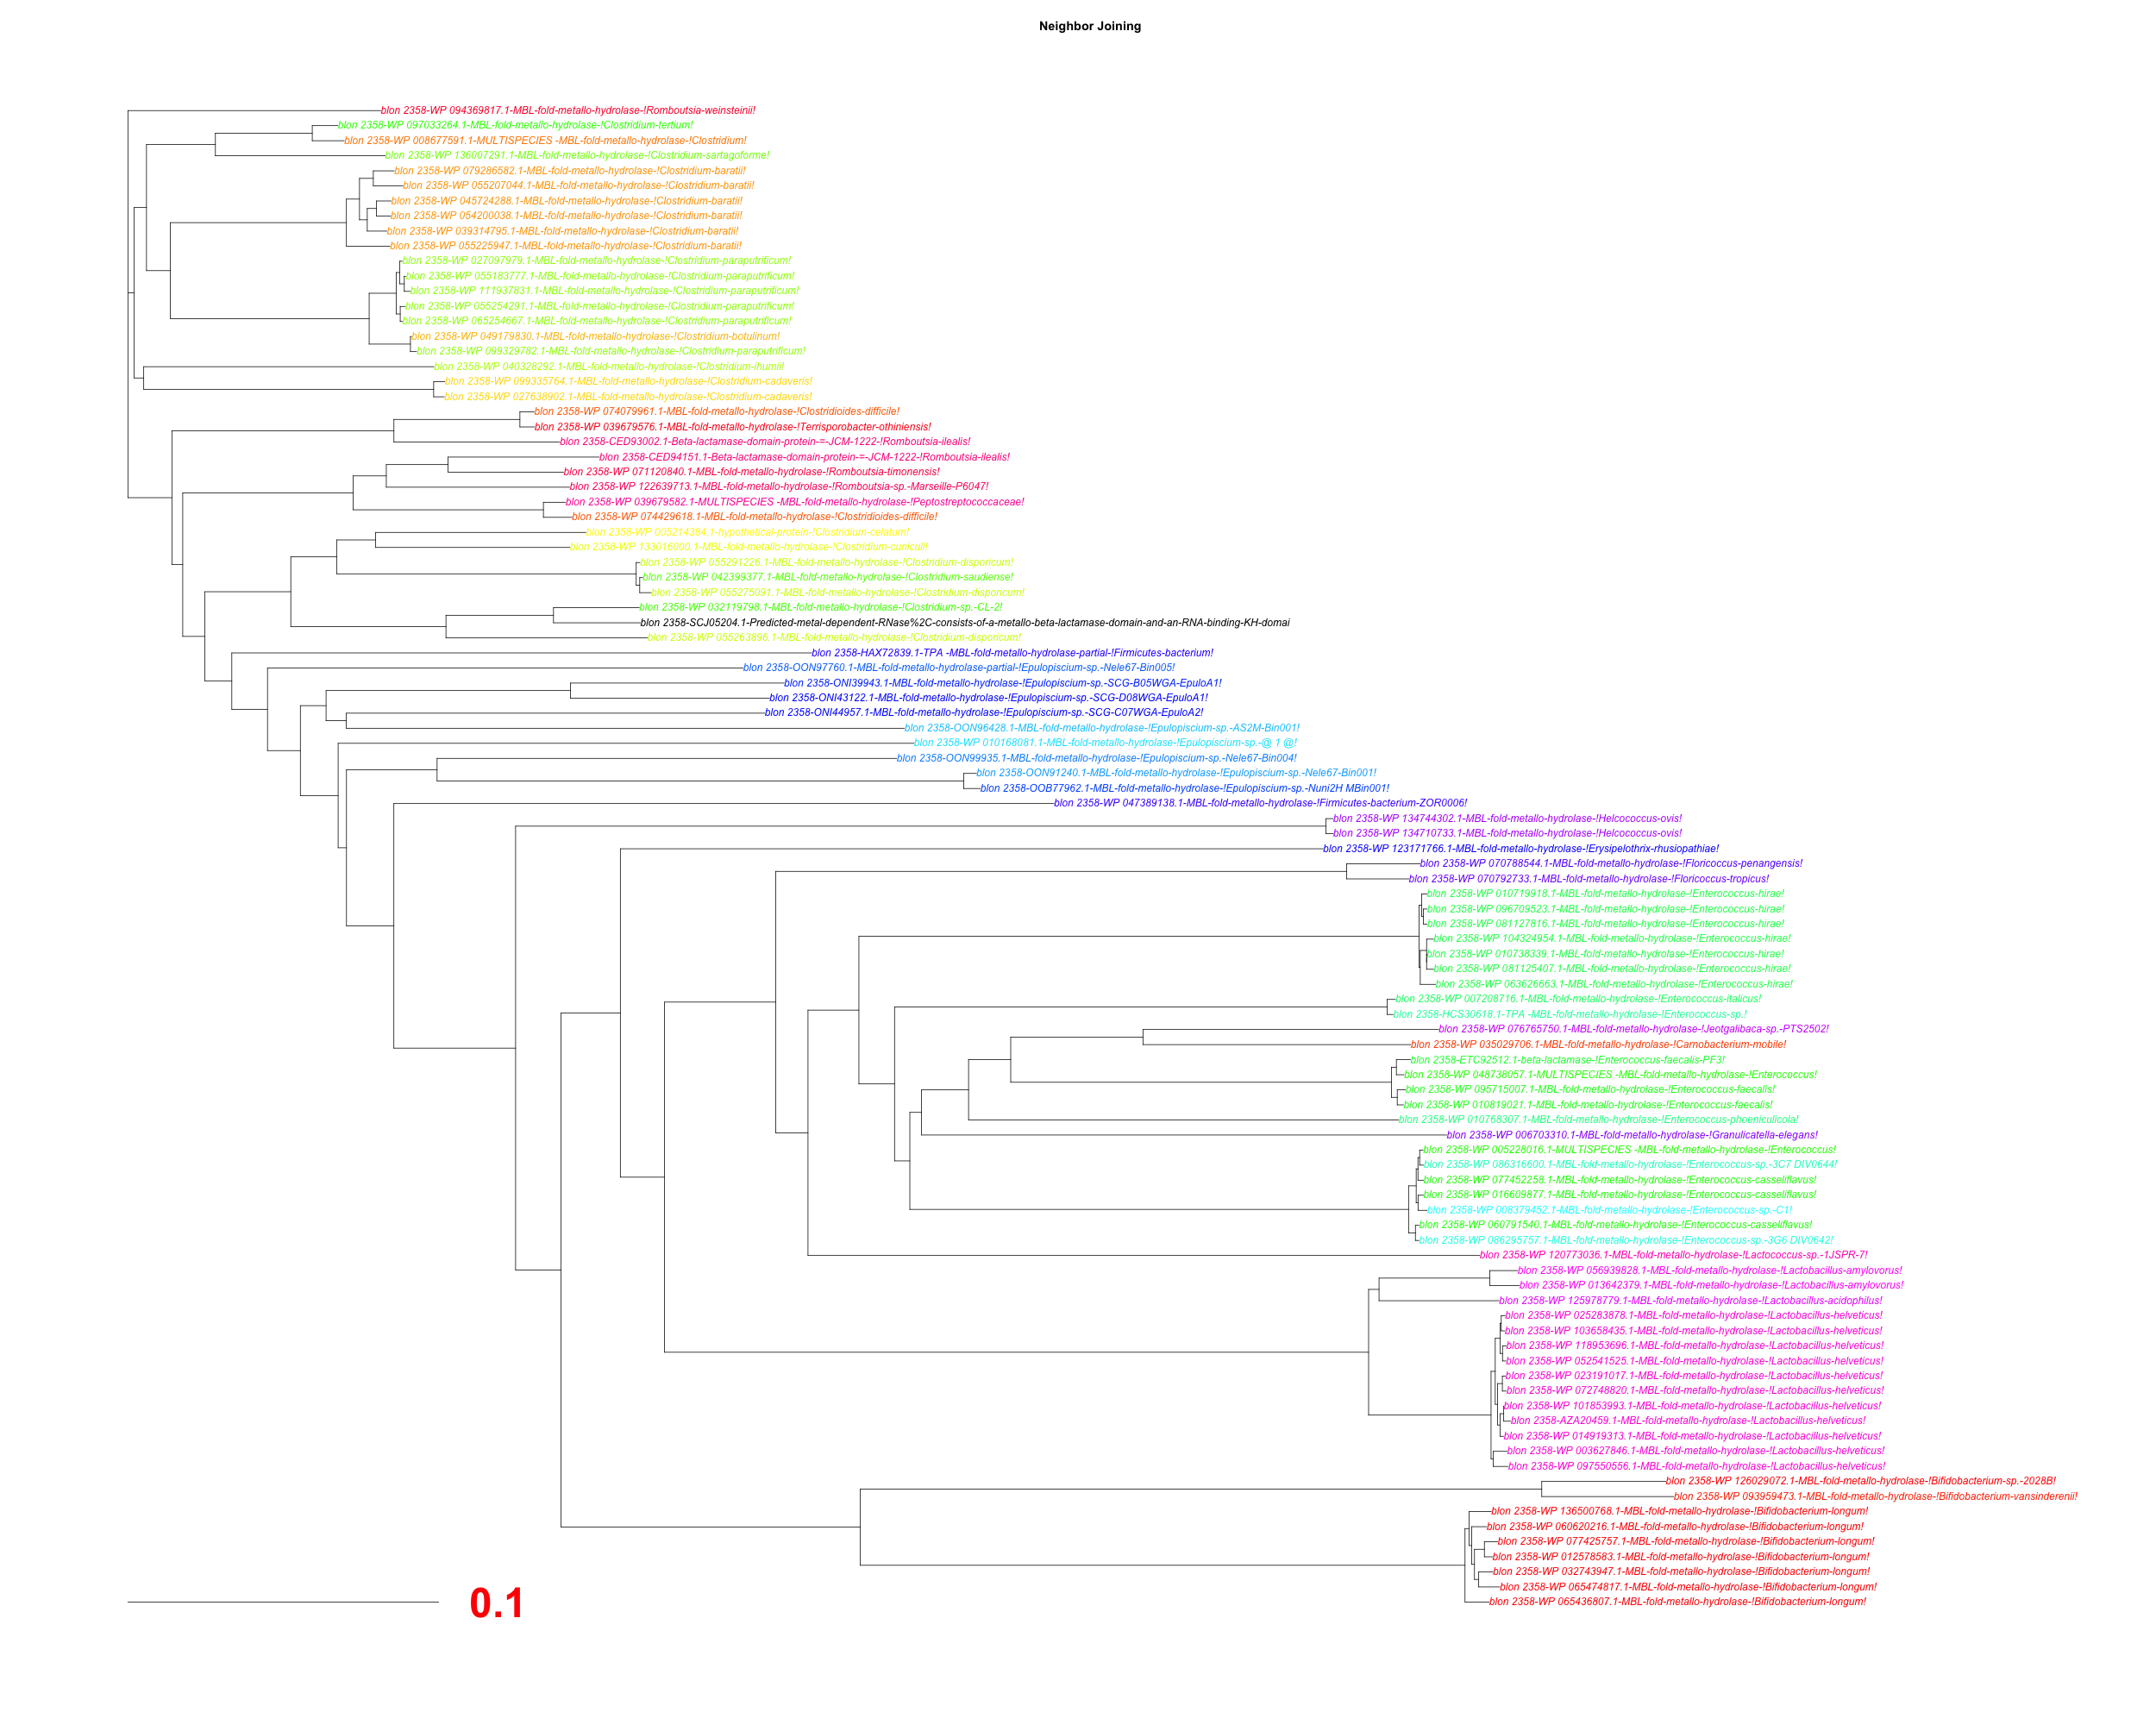 Neighbor Joining
blon 2358-WP 094369817.1-MBL-fold-metallo-hydrolase-!Romboutsia-weinsteinii!
blon 2358-WP 097033264.1-MBL-fold-metallo-hydrolase-!Clostridium-tertium!
blon 2358-WP 008677591.1-MULTISPECIES -MBL-fold-metallo-hydrolase-!Clostridium!
blon 2358-WP 136007291.1-MBL-fold-metallo-hydrolase-!Clostridium-sartagoforme!
blon 2358-WP 079286582.1-MBL-fold-metallo-hydrolase-!Clostridium-baratii!
blon 2358-WP 055207044.1-MBL-fold-metallo-hydrolase-!Clostridium-baratii!
blon 2358-WP 045724288.1-MBL-fold-metallo-hydrolase-!Clostridium-baratii!
blon 2358-WP 054200038.1-MBL-fold-metallo-hydrolase-!Clostridium-baratii!
blon 2358-WP 039314795.1-MBL-fold-metallo-hydrolase-!Clostridium-baratii!
blon 2358-WP 055225947.1-MBL-fold-metallo-hydrolase-!Clostridium-baratii!
blon 2358-WP 027097979.1-MBL-fold-metallo-hydrolase-!Clostridium-paraputrificum!
blon 2358-WP 055183777.1-MBL-fold-metallo-hydrolase-!Clostridium-paraputrificum!
blon 2358-WP 111937831.1-MBL-fold-metallo-hydrolase-!Clostridium-paraputrificum!
blon 2358-WP 055254291.1-MBL-fold-metallo-hydrolase-!Clostridium-paraputrificum!
blon 2358-WP 065254667.1-MBL-fold-metallo-hydrolase-!Clostridium-paraputrificum!
blon 2358-WP 049179830.1-MBL-fold-metallo-hydrolase-!Clostridium-botulinum!
blon 2358-WP 099329782.1-MBL-fold-metallo-hydrolase-!Clostridium-paraputrificum!
blon 2358-WP 040328292.1-MBL-fold-metallo-hydrolase-!Clostridium-ihumii!
blon 2358-WP 099335764.1-MBL-fold-metallo-hydrolase-!Clostridium-cadaveris!
blon 2358-WP 027638902.1-MBL-fold-metallo-hydrolase-!Clostridium-cadaveris!
blon 2358-WP 074079961.1-MBL-fold-metallo-hydrolase-!Clostridioides-difficile!
blon 2358-WP 039679576.1-MBL-fold-metallo-hydrolase-!Terrisporobacter-othiniensis!
blon 2358-CED93002.1-Beta-lactamase-domain-protein-=-JCM-1222-!Romboutsia-ilealis!
blon 2358-CED94151.1-Beta-lactamase-domain-protein-=-JCM-1222-!Romboutsia-ilealis!
blon 2358-WP 071120840.1-MBL-fold-metallo-hydrolase-!Romboutsia-timonensis!
blon 2358-WP 122639713.1-MBL-fold-metallo-hydrolase-!Romboutsia-sp.-Marseille-P6047!
blon 2358-WP 039679582.1-MULTISPECIES -MBL-fold-metallo-hydrolase-!Peptostreptococcaceae!
blon 2358-WP 074429618.1-MBL-fold-metallo-hydrolase-!Clostridioides-difficile!
blon 2358-WP 005214384.1-hypothetical-protein-!Clostridium-celatum!
blon 2358-WP 133016000.1-MBL-fold-metallo-hydrolase-!Clostridium-cuniculi!
blon 2358-WP 055291226.1-MBL-fold-metallo-hydrolase-!Clostridium-disporicum!
blon 2358-WP 042399377.1-MBL-fold-metallo-hydrolase-!Clostridium-saudiense!
blon 2358-WP 055275091.1-MBL-fold-metallo-hydrolase-!Clostridium-disporicum!
blon 2358-WP 032119798.1-MBL-fold-metallo-hydrolase-!Clostridium-sp.-CL-2!
blon 2358-SCJ05204.1-Predicted-metal-dependent-RNase%2C-consists-of-a-metallo-beta-lactamase-domain-and-an-RNA-binding-KH-domai
blon 2358-WP 055263896.1-MBL-fold-metallo-hydrolase-!Clostridium-disporicum!
blon 2358-HAX72839.1-TPA -MBL-fold-metallo-hydrolase-partial-!Firmicutes-bacterium!
blon 2358-OON97760.1-MBL-fold-metallo-hydrolase-partial-!Epulopiscium-sp.-Nele67-Bin005!
blon 2358-ONI39943.1-MBL-fold-metallo-hydrolase-!Epulopiscium-sp.-SCG-B05WGA-EpuloA1!
blon 2358-ONI43122.1-MBL-fold-metallo-hydrolase-!Epulopiscium-sp.-SCG-D08WGA-EpuloA1!
blon 2358-ONI44957.1-MBL-fold-metallo-hydrolase-!Epulopiscium-sp.-SCG-C07WGA-EpuloA2!
blon 2358-OON96428.1-MBL-fold-metallo-hydrolase-!Epulopiscium-sp.-AS2M-Bin001!
blon 2358-WP 010168081.1-MBL-fold-metallo-hydrolase-!Epulopiscium-sp.-@ 1 @!
blon 2358-OON99935.1-MBL-fold-metallo-hydrolase-!Epulopiscium-sp.-Nele67-Bin004!
blon 2358-OON91240.1-MBL-fold-metallo-hydrolase-!Epulopiscium-sp.-Nele67-Bin001!
blon 2358-OOB77962.1-MBL-fold-metallo-hydrolase-!Epulopiscium-sp.-Nuni2H MBin001!
blon 2358-WP 047389138.1-MBL-fold-metallo-hydrolase-!Firmicutes-bacterium-ZOR0006!
blon 2358-WP 134744302.1-MBL-fold-metallo-hydrolase-!Helcococcus-ovis!
blon 2358-WP 134710733.1-MBL-fold-metallo-hydrolase-!Helcococcus-ovis!
blon 2358-WP 123171766.1-MBL-fold-metallo-hydrolase-!Erysipelothrix-rhusiopathiae!
blon 2358-WP 070788544.1-MBL-fold-metallo-hydrolase-!Floricoccus-penangensis!
blon 2358-WP 070792733.1-MBL-fold-metallo-hydrolase-!Floricoccus-tropicus!
blon 2358-WP 010719918.1-MBL-fold-metallo-hydrolase-!Enterococcus-hirae!
blon 2358-WP 096709523.1-MBL-fold-metallo-hydrolase-!Enterococcus-hirae!
blon 2358-WP 081127816.1-MBL-fold-metallo-hydrolase-!Enterococcus-hirae!
blon 2358-WP 104324954.1-MBL-fold-metallo-hydrolase-!Enterococcus-hirae!
blon 2358-WP 010738339.1-MBL-fold-metallo-hydrolase-!Enterococcus-hirae!
blon 2358-WP 081125407.1-MBL-fold-metallo-hydrolase-!Enterococcus-hirae!
blon 2358-WP 063626663.1-MBL-fold-metallo-hydrolase-!Enterococcus-hirae!
blon 2358-WP 007208716.1-MBL-fold-metallo-hydrolase-!Enterococcus-italicus!
blon 2358-HCS30618.1-TPA -MBL-fold-metallo-hydrolase-!Enterococcus-sp.!
blon 2358-WP 076765750.1-MBL-fold-metallo-hydrolase-!Jeotgalibaca-sp.-PTS2502!
blon 2358-WP 035029706.1-MBL-fold-metallo-hydrolase-!Carnobacterium-mobile!
blon 2358-ETC92512.1-beta-lactamase-!Enterococcus-faecalis-PF3!
blon 2358-WP 048738057.1-MULTISPECIES -MBL-fold-metallo-hydrolase-!Enterococcus!
blon 2358-WP 095715007.1-MBL-fold-metallo-hydrolase-!Enterococcus-faecalis!
blon 2358-WP 010819021.1-MBL-fold-metallo-hydrolase-!Enterococcus-faecalis!
blon 2358-WP 010768307.1-MBL-fold-metallo-hydrolase-!Enterococcus-phoeniculicola!
blon 2358-WP 006703310.1-MBL-fold-metallo-hydrolase-!Granulicatella-elegans!
blon 2358-WP 005228016.1-MULTISPECIES -MBL-fold-metallo-hydrolase-!Enterococcus!
blon 2358-WP 086316600.1-MBL-fold-metallo-hydrolase-!Enterococcus-sp.-3C7 DIV0644!
blon 2358-WP 077452258.1-MBL-fold-metallo-hydrolase-!Enterococcus-casseliflavus!
blon 2358-WP 016609877.1-MBL-fold-metallo-hydrolase-!Enterococcus-casseliflavus!
blon 2358-WP 008379452.1-MBL-fold-metallo-hydrolase-!Enterococcus-sp.-C1!
blon 2358-WP 060791540.1-MBL-fold-metallo-hydrolase-!Enterococcus-casseliflavus!
blon 2358-WP 086295757.1-MBL-fold-metallo-hydrolase-!Enterococcus-sp.-3G6 DIV0642!
blon 2358-WP 120773036.1-MBL-fold-metallo-hydrolase-!Lactococcus-sp.-1JSPR-7!
blon 2358-WP 056939828.1-MBL-fold-metallo-hydrolase-!Lactobacillus-amylovorus!
blon 2358-WP 013642379.1-MBL-fold-metallo-hydrolase-!Lactobacillus-amylovorus!
blon 2358-WP 125978779.1-MBL-fold-metallo-hydrolase-!Lactobacillus-acidophilus!
blon 2358-WP 025283878.1-MBL-fold-metallo-hydrolase-!Lactobacillus-helveticus!
blon 2358-WP 103658435.1-MBL-fold-metallo-hydrolase-!Lactobacillus-helveticus!
blon 2358-WP 118953696.1-MBL-fold-metallo-hydrolase-!Lactobacillus-helveticus!
blon 2358-WP 052541525.1-MBL-fold-metallo-hydrolase-!Lactobacillus-helveticus!
blon 2358-WP 023191017.1-MBL-fold-metallo-hydrolase-!Lactobacillus-helveticus!
blon 2358-WP 072748820.1-MBL-fold-metallo-hydrolase-!Lactobacillus-helveticus!
blon 2358-WP 101853993.1-MBL-fold-metallo-hydrolase-!Lactobacillus-helveticus!
blon 2358-AZA20459.1-MBL-fold-metallo-hydrolase-!Lactobacillus-helveticus!
blon 2358-WP 014919313.1-MBL-fold-metallo-hydrolase-!Lactobacillus-helveticus!
blon 2358-WP 003627846.1-MBL-fold-metallo-hydrolase-!Lactobacillus-helveticus!
blon 2358-WP 097550556.1-MBL-fold-metallo-hydrolase-!Lactobacillus-helveticus!
blon 2358-WP 126029072.1-MBL-fold-metallo-hydrolase-!Bifidobacterium-sp.-2028B!
blon 2358-WP 093959473.1-MBL-fold-metallo-hydrolase-!Bifidobacterium-vansinderenii!
blon 2358-WP 136500768.1-MBL-fold-metallo-hydrolase-!Bifidobacterium-longum!
blon 2358-WP 060620216.1-MBL-fold-metallo-hydrolase-!Bifidobacterium-longum!
blon 2358-WP 077425757.1-MBL-fold-metallo-hydrolase-!Bifidobacterium-longum!
blon 2358-WP 012578583.1-MBL-fold-metallo-hydrolase-!Bifidobacterium-longum!
blon 2358-WP 032743947.1-MBL-fold-metallo-hydrolase-!Bifidobacterium-longum!
blon 2358-WP 065474817.1-MBL-fold-metallo-hydrolase-!Bifidobacterium-longum!
blon 2358-WP 065436807.1-MBL-fold-metallo-hydrolase-!Bifidobacterium-longum!
0.1